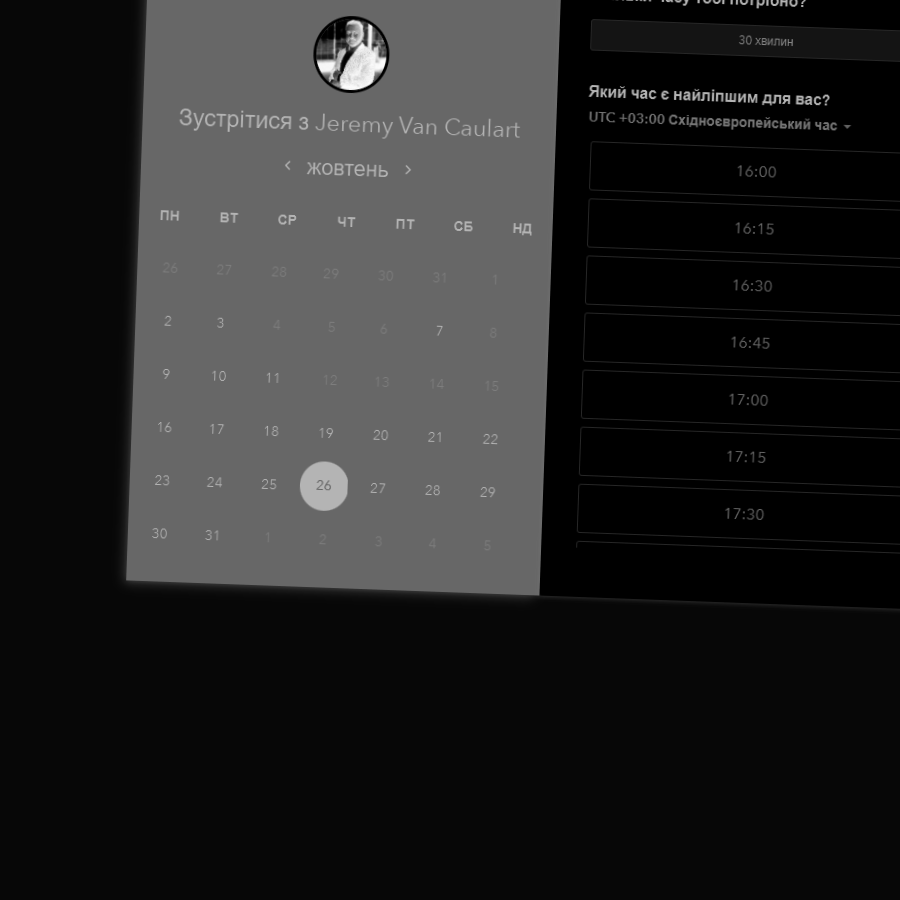 часу тобі потрібно?
30 хвилин
Зустрітися з Jeremy Van Caulart
жовтень
ПН ВТ СР ЧТ ПТ СБ НД
26 27 28 29 30 31 1
2 3 4 5 6 7 8
9 10 11 12 13 14 15
16 17 18 19 20 21 22
23 24 25 26 27 28 29
30 31 1 2 3 4 5
Який час є найліпшим для вас?
UTC +03:00 Східноєвропейський час
16:00
16:15
16:30
16:45
17:00
17:15
17:30